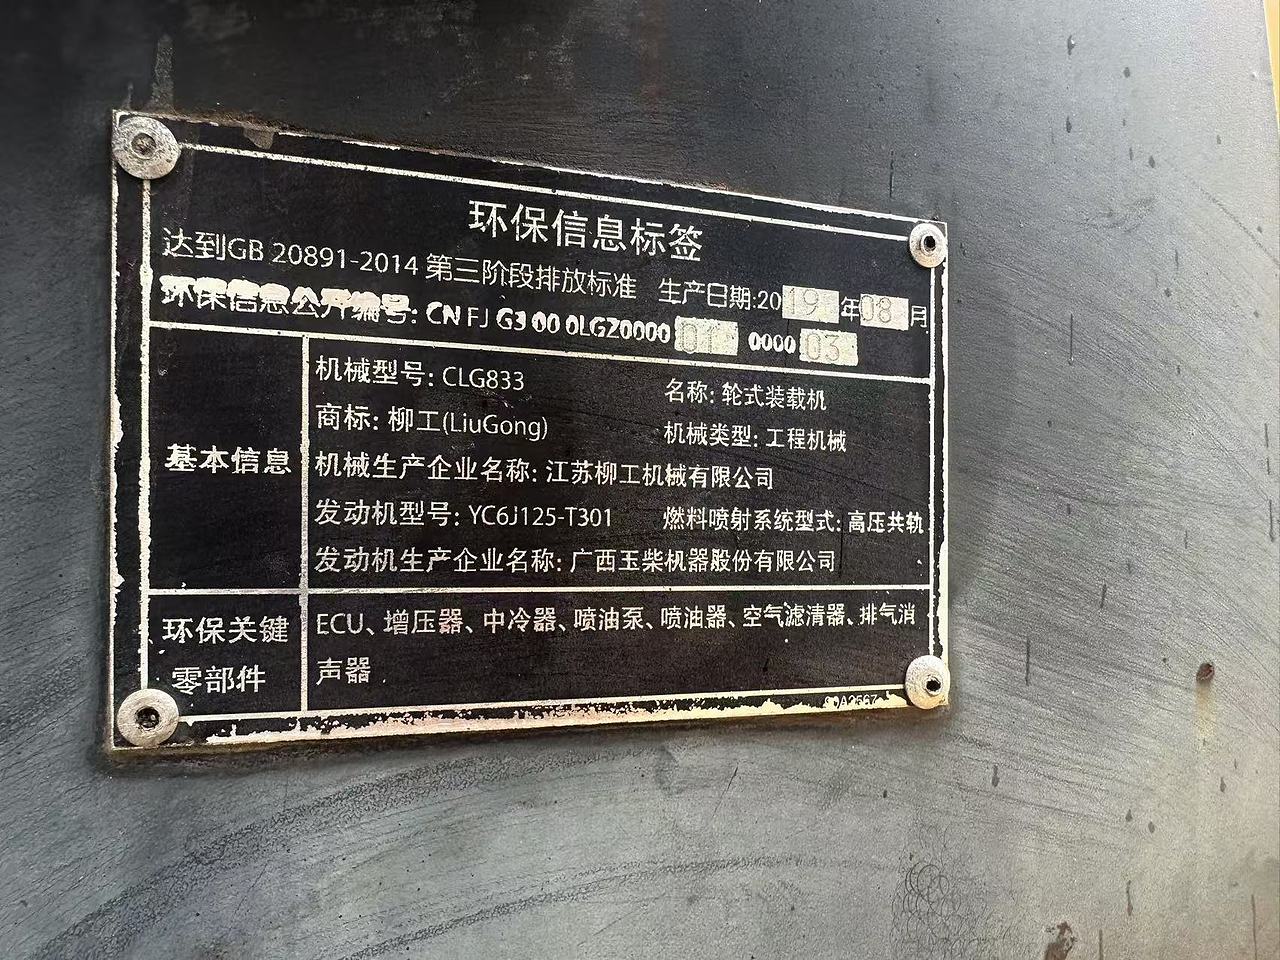 环保信息标签
达到GB 20891-2014 第三阶段排放标准 生产日期:2019年08月
环保信息公开编号: CN FJ G3 00 0LGZ0000 0000 03
基本信息
机械型号: CLG833 名称: 轮式装载机
商标: 柳工(LiuGong) 机械类型: 工程机械
机械生产企业名称: 江苏柳工机械有限公司
发动机型号: YC6J125-T301 燃料喷射系统型式: 高压共轨
发动机生产企业名称: 广西玉柴机器股份有限公司
环保关键
零部件
ECU、增压器、中冷器、喷油泵、喷油器、空气滤清器、排气消
声器